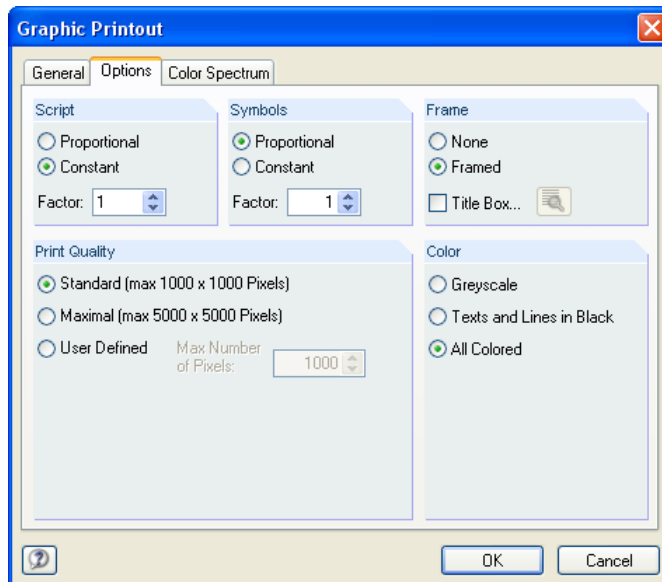 Graphic Printout
General Options Color Spectrum
Script
Proportional
Constant
Factor: 1
Symbols
Proportional
Constant
Factor: 1
Frame
None
Framed
Title Box...
Print Quality
Standard (max 1000 x 1000 Pixels)
Maximal (max 5000 x 5000 Pixels)
User Defined
Max Number
of Pixels:
1000
Color
Greyscale
Texts and Lines in Black
All Colored
OK Cancel